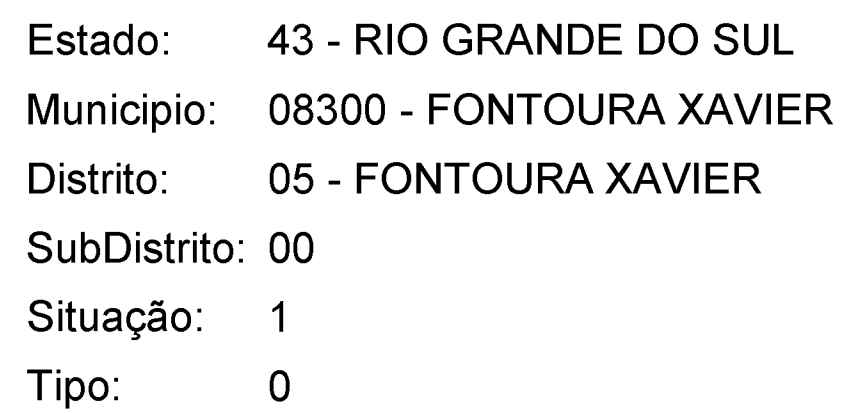 Estado: 43 - RIO GRANDE DO SUL
Municipio: 08300 - FONTOURA XAVIER
Distrito: 05 - FONTOURA XAVIER
SubDistrito: 00
Situação: 1
Tipo: 0